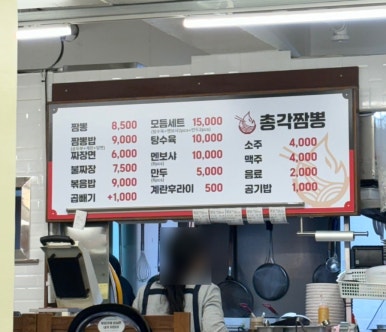 짬뽕 8,500
짬뽕밥 9,000
짜장면 6,000
불짜장 7,500
볶음밥 9,000
곱빼기 +1,000
모듬세트 15,000
탕수육 10,000
멘보샤 10,000
만두 5,000
계란후라이 500
총각짬뽕
소주 4,000
맥주 4,000
음료 2,000
공기밥 1,000